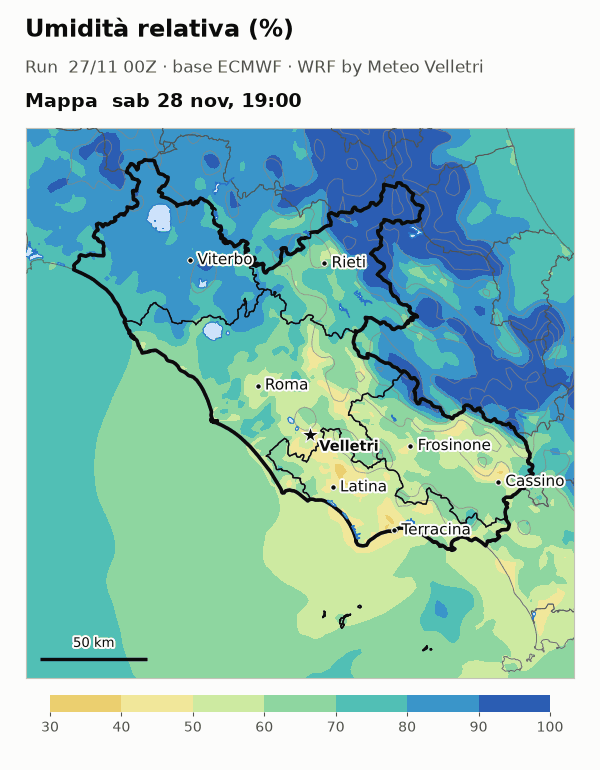 Umidità relativa (%)
Run  27/11 00Z · base ECMWF · WRF by Meteo Velletri
Mappa  sab 28 nov, 19:00
Viterbo
Rieti
Roma
Velletri
Frosinone
Latina
Cassino
Terracina
50 km
30 40 50 60 70 80 90 100